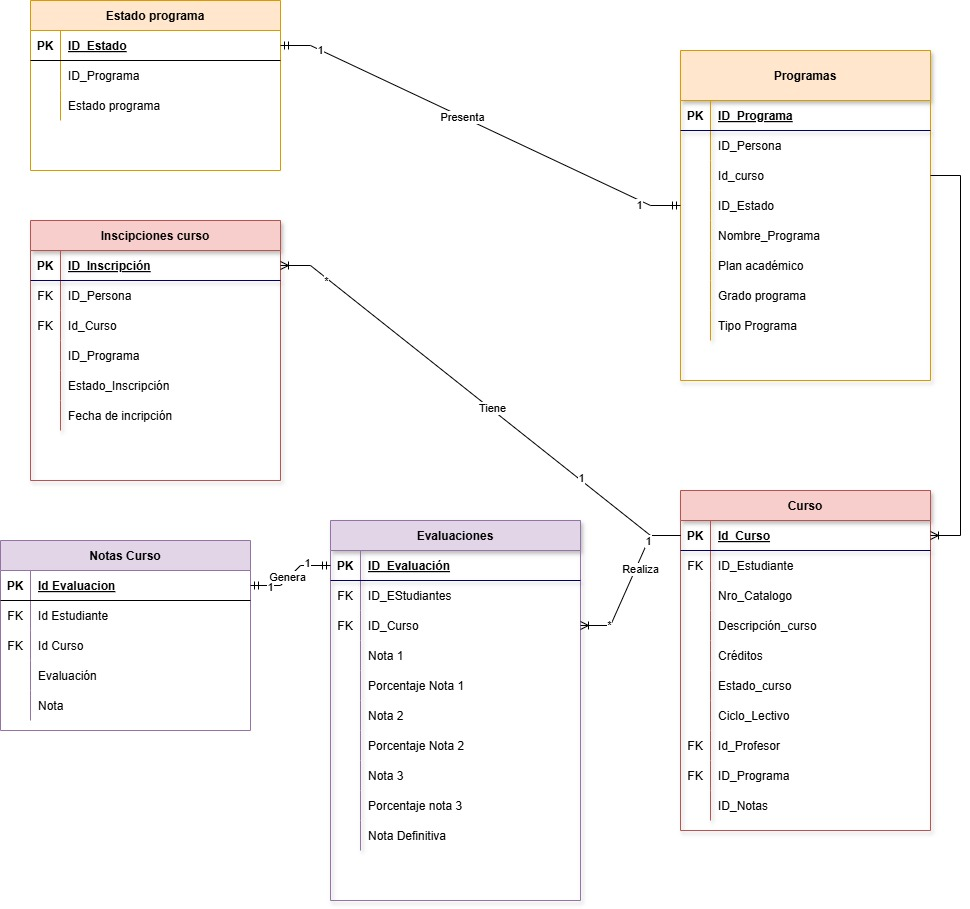 Estado programa
PK ID_Estado
ID_Programa
Estado programa
1
Presenta
1
Programas
PK ID_Programa
ID_Persona
Id_curso
ID_Estado
Nombre_Programa
Plan académico
Grado programa
Tipo Programa
Inscipciones curso
PK ID_Inscripción
FK ID_Persona
FK Id_Curso
ID_Programa
Estado_Inscripción
Fecha de incripción
*
Tiene
1
Curso
PK Id_Curso
FK ID_Estudiante
Nro_Catalogo
Descripción_curso
Créditos
Estado_curso
Ciclo_Lectivo
FK Id_Profesor
FK ID_Programa
ID_Notas
1
Realiza
*
Evaluaciones
PK ID_Evaluación
FK ID_EStudiantes
FK ID_Curso
Nota 1
Porcentaje Nota 1
Nota 2
Porcentaje Nota 2
Nota 3
Porcentaje nota 3
Nota Definitiva
1
Genera
1
Notas Curso
PK Id Evaluacion
FK Id Estudiante
FK Id Curso
Evaluación
Nota